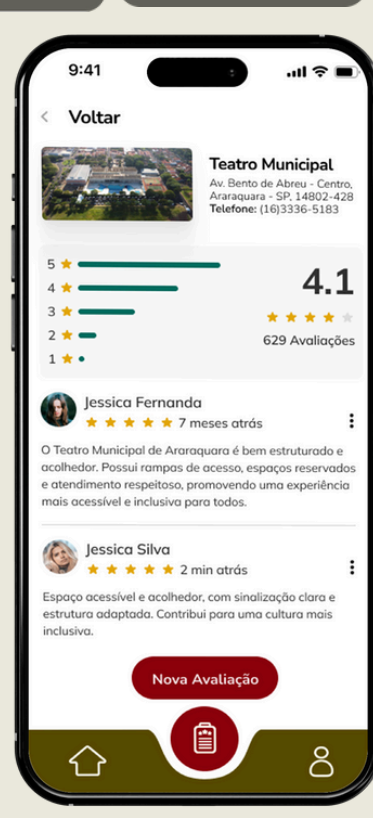 9:41
Voltar
Teatro Municipal
Av. Bento de Abreu - Centro,
Araraquara - SP, 14802-428
Telefone: (16)3336-5183
5
4
3
2
1
4.1
629 Avaliações
Jessica Fernanda
7 meses atrás
O Teatro Municipal de Araraquara é bem estruturado e
acolhedor. Possui rampas de acesso, espaços reservados
e atendimento respeitoso, promovendo uma experiência
mais acessível e inclusiva para todos.
Jessica Silva
2 min atrás
Espaço acessível e acolhedor, com sinalização clara e
estrutura adaptada. Contribui para uma cultura mais
inclusiva.
Nova Avaliação